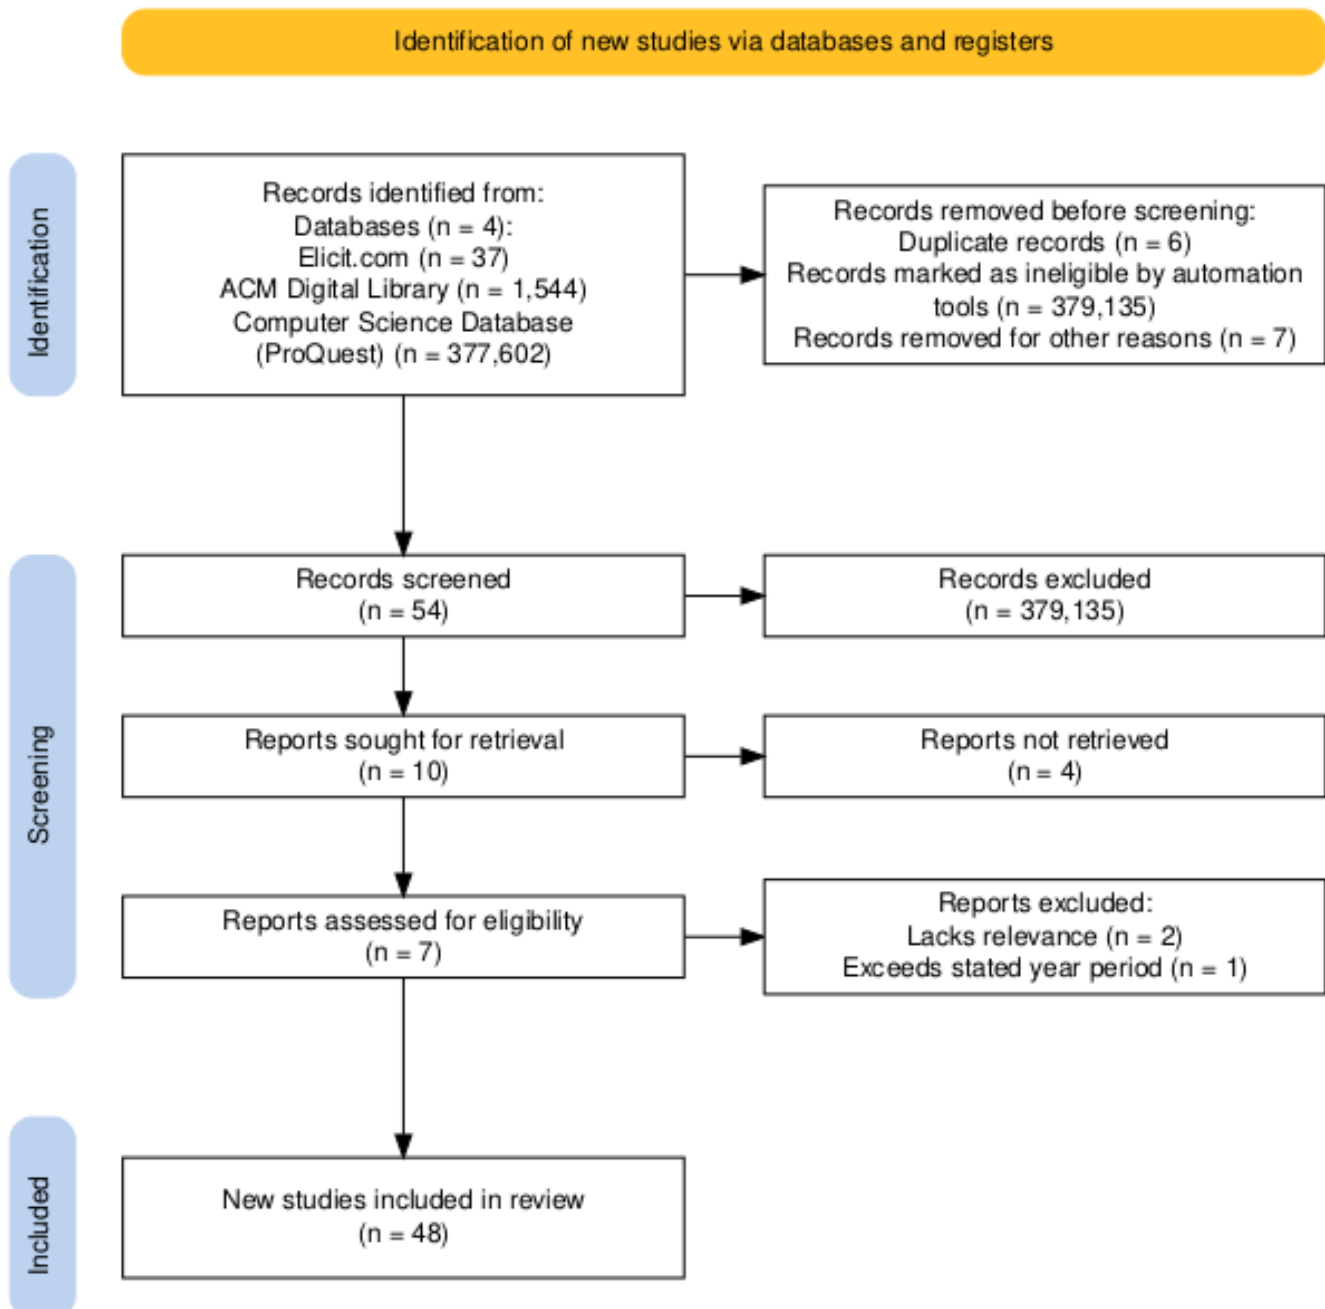 Identification of new studies via databases and registers
Identification
Records identified from:
Databases (n = 4):
Elicit.com (n = 37)
ACM Digital Library (n = 1,544)
Computer Science Database
(ProQuest) (n = 377,602)
Records removed before screening:
Duplicate records (n = 6)
Records marked as ineligible by automation
tools (n = 379,135)
Records removed for other reasons (n = 7)
Screening
Records screened
(n = 54)
Records excluded
(n = 379,135)
Reports sought for retrieval
(n = 10)
Reports not retrieved
(n = 4)
Reports assessed for eligibility
(n = 7)
Reports excluded:
Lacks relevance (n = 2)
Exceeds stated year period (n = 1)
Included
New studies included in review
(n = 48)